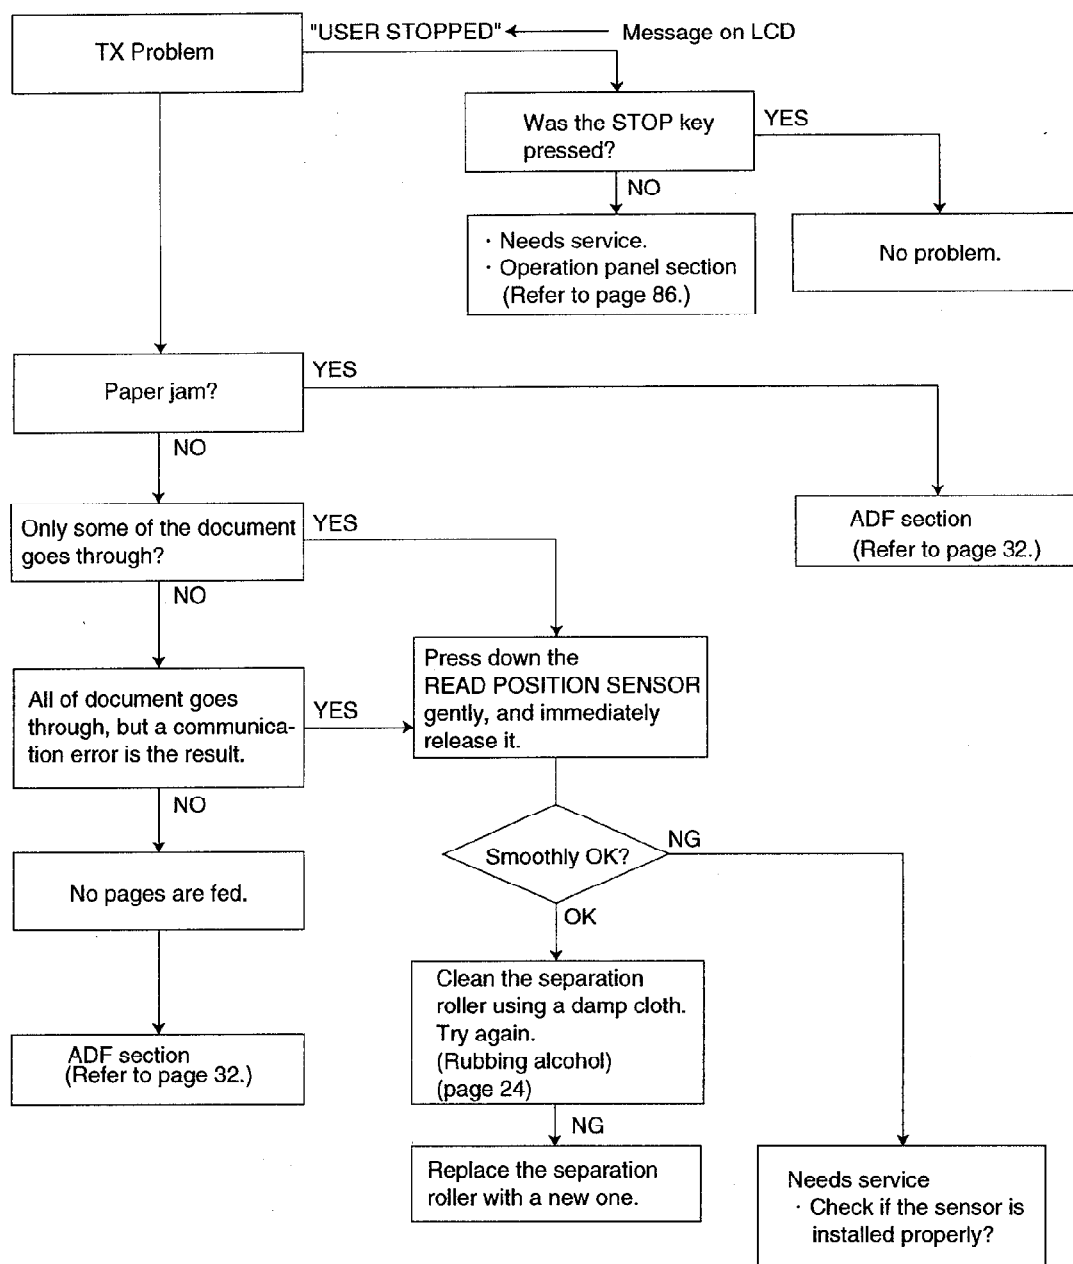 TX Problem
"USER STOPPED"
Message on LCD
Was the STOP key
pressed?
YES
NO
· Needs service.
· Operation panel section
(Refer to page 86.)
No problem.
Paper jam?
YES
NO
Only some of the document
goes through?
YES
NO
ADF section
(Refer to page 32.)
All of document goes
through, but a communica-
tion error is the result.
YES
NO
Press down the
READ POSITION SENSOR
gently, and immediately
release it.
Smoothly OK?
NG
OK
No pages are fed.
ADF section
(Refer to page 32.)
Clean the separation
roller using a damp cloth.
Try again.
(Rubbing alcohol)
(page 24)
NG
Replace the separation
roller with a new one.
Needs service
· Check if the sensor is
installed properly?